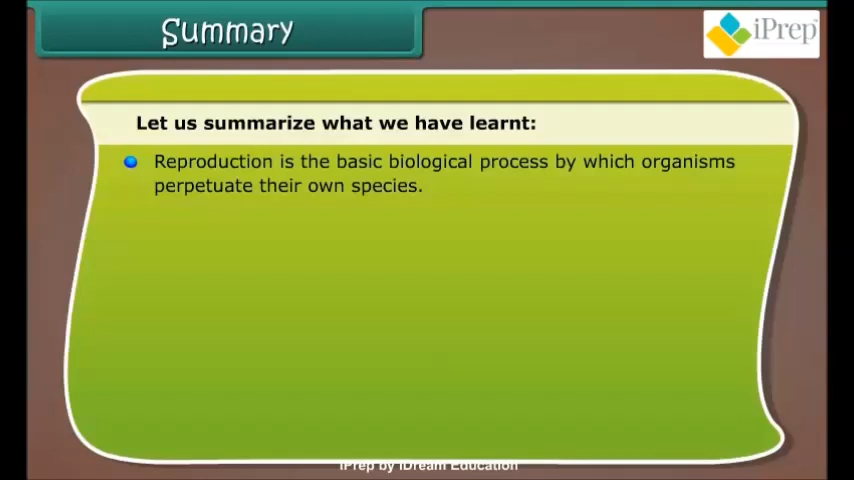 Summary
iPrep
Let us summarize what we have learnt:
Reproduction is the basic biological process by which organisms
perpetuate their own species.
iPrep by iDream Education